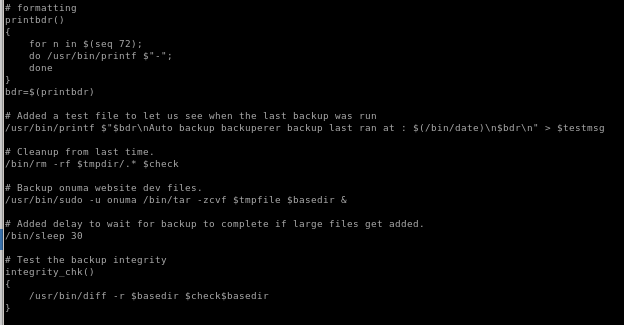 # formatting
printbdr()
{
    for n in $(seq 72);
    do /usr/bin/printf $"-";
    done
}
bdr=$(printbdr)
# Added a test file to let us see when the last backup was run
/usr/bin/printf $"$bdr\nAuto backup backuperer backup last ran at : $(/bin/date)\n$bdr\n" > $testmsg
# Cleanup from last time.
/bin/rm -rf $tmpdir/.* $check
# Backup onuma website dev files.
/usr/bin/sudo -u onuma /bin/tar -zcvf $tmpfile $basedir &
# Added delay to wait for backup to complete if large files get added.
/bin/sleep 30
# Test the backup integrity
integrity_chk()
{
    /usr/bin/diff -r $basedir $check$basedir
}